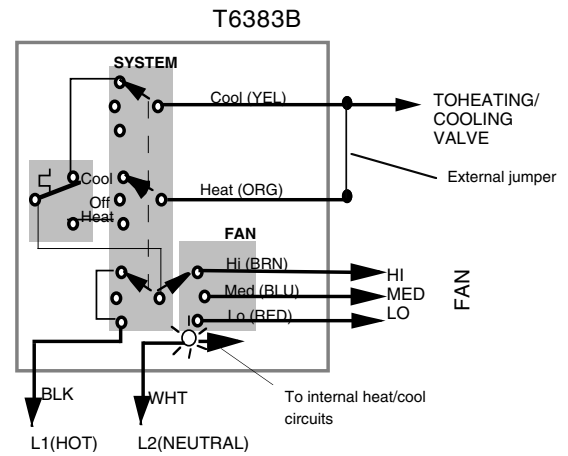 T6383B
SYSTEM
Cool (YEL)
TOHEATING/
COOLING
VALVE
External jumper
Cool
Off
Heat
Heat (ORG)
FAN
Hi (BRN)
Med (BLU)
Lo (RED)
HI
MED
LO
FAN
BLK
WHT
To internal heat/cool
circuits
L1(HOT)
L2(NEUTRAL)